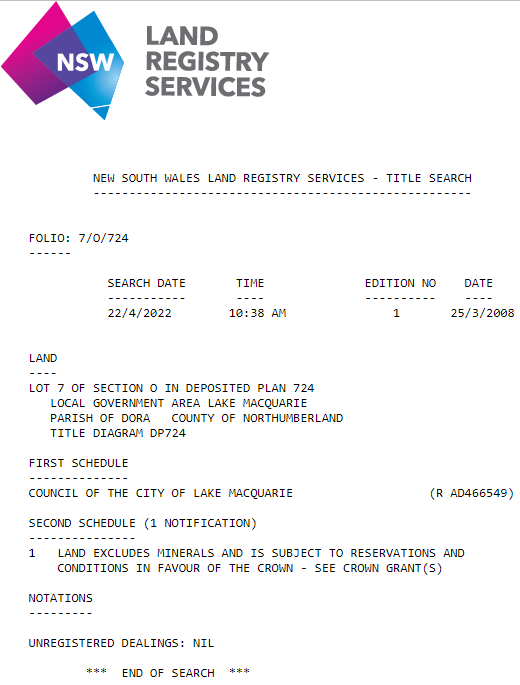 NSW
LAND
REGISTRY
SERVICES
NEW SOUTH WALES LAND REGISTRY SERVICES - TITLE SEARCH
----------------------------------------------------
FOLIO: 7/O/724
------
SEARCH DATE TIME EDITION NO DATE
----------- ---- ---------- ----
22/4/2022 10:38 AM 1 25/3/2008
LAND
----
LOT 7 OF SECTION O IN DEPOSITED PLAN 724
LOCAL GOVERNMENT AREA LAKE MACQUARIE
PARISH OF DORA COUNTY OF NORTHUMBERLAND
TITLE DIAGRAM DP724
FIRST SCHEDULE
--------------
COUNCIL OF THE CITY OF LAKE MACQUARIE (R AD466549)
SECOND SCHEDULE (1 NOTIFICATION)
---------------
1 LAND EXCLUDES MINERALS AND IS SUBJECT TO RESERVATIONS AND
CONDITIONS IN FAVOUR OF THE CROWN - SEE CROWN GRANT(S)
NOTATIONS
---------
UNREGISTERED DEALINGS: NIL
*** END OF SEARCH ***